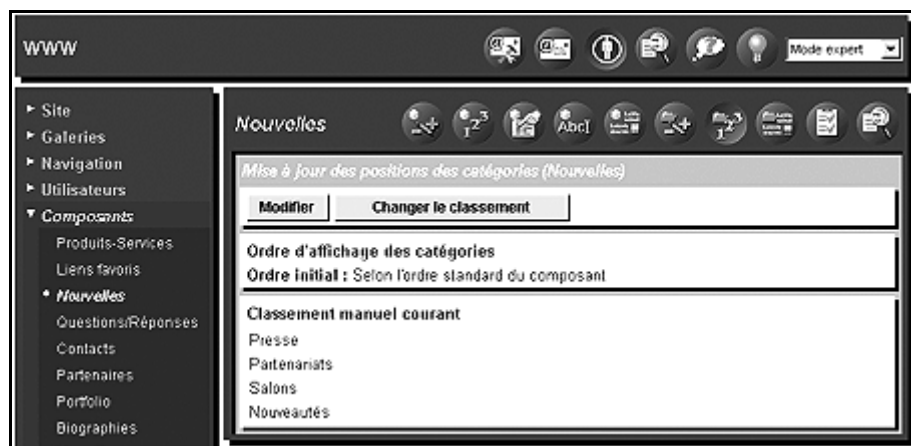 www
Mode expert
Site
Galeries
Navigation
Utilisateurs
Composants
Produits-Services
Liens favoris
Nouvelles
Questions/Réponses
Contacts
Partenaires
Portfolio
Biographies
Nouvelles
AbcI
Mise à jour des positions des catégories (Nouvelles)
Modifier Changer le classement
Ordre d'affichage des catégories
Ordre initial : Selon l'ordre standard du composant
Classement manuel courant
Presse
Partenariats
Salons
Nouveautés